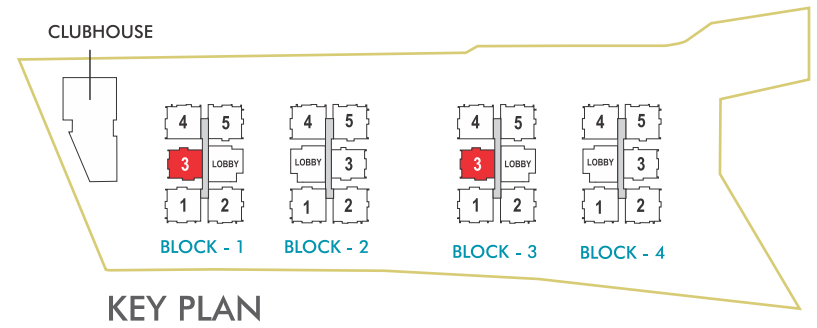 CLUBHOUSE
4 5 4 5 4 5 4 5
3 LOBBY LOBBY 3 3 LOBBY LOBBY 3
1 2 1 2 1 2 1 2
BLOCK - 1 BLOCK - 2 BLOCK - 3 BLOCK - 4
KEY PLAN